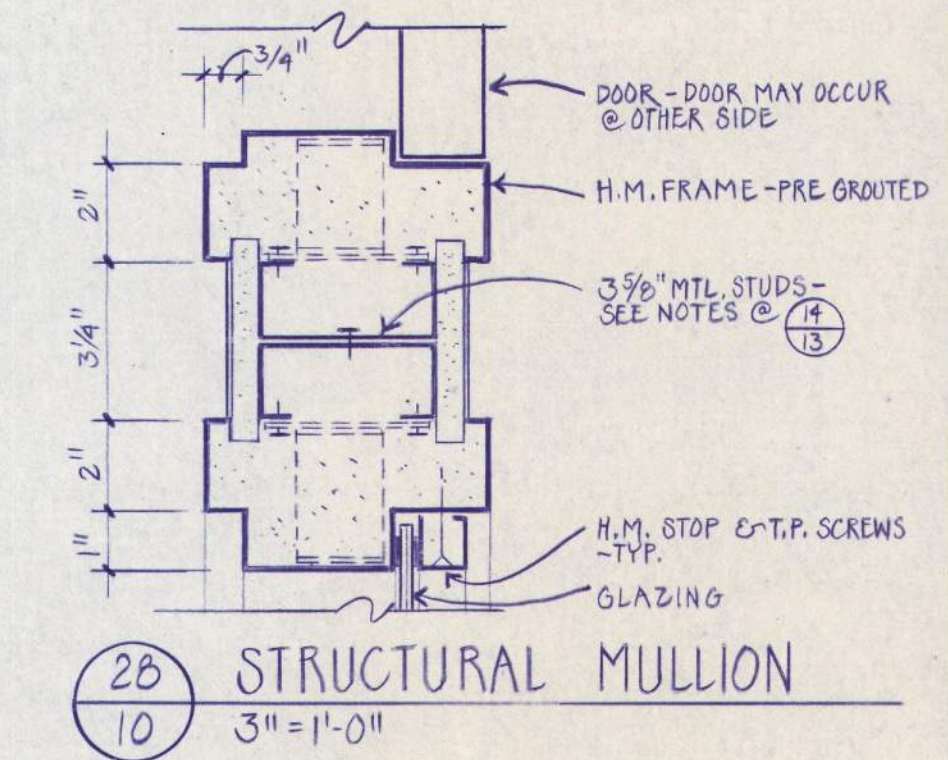 3/4"
DOOR - DOOR MAY OCCUR
@ OTHER SIDE
2"
H.M. FRAME - PRE GROUTED
3 5/8" MTL. STUDS -
SEE NOTES @ 14
13
3 1/4"
2"
1"
H.M. STOP & T.P. SCREWS
- TYP.
GLAZING
28 STRUCTURAL MULLION
10 3" = 1'-0"